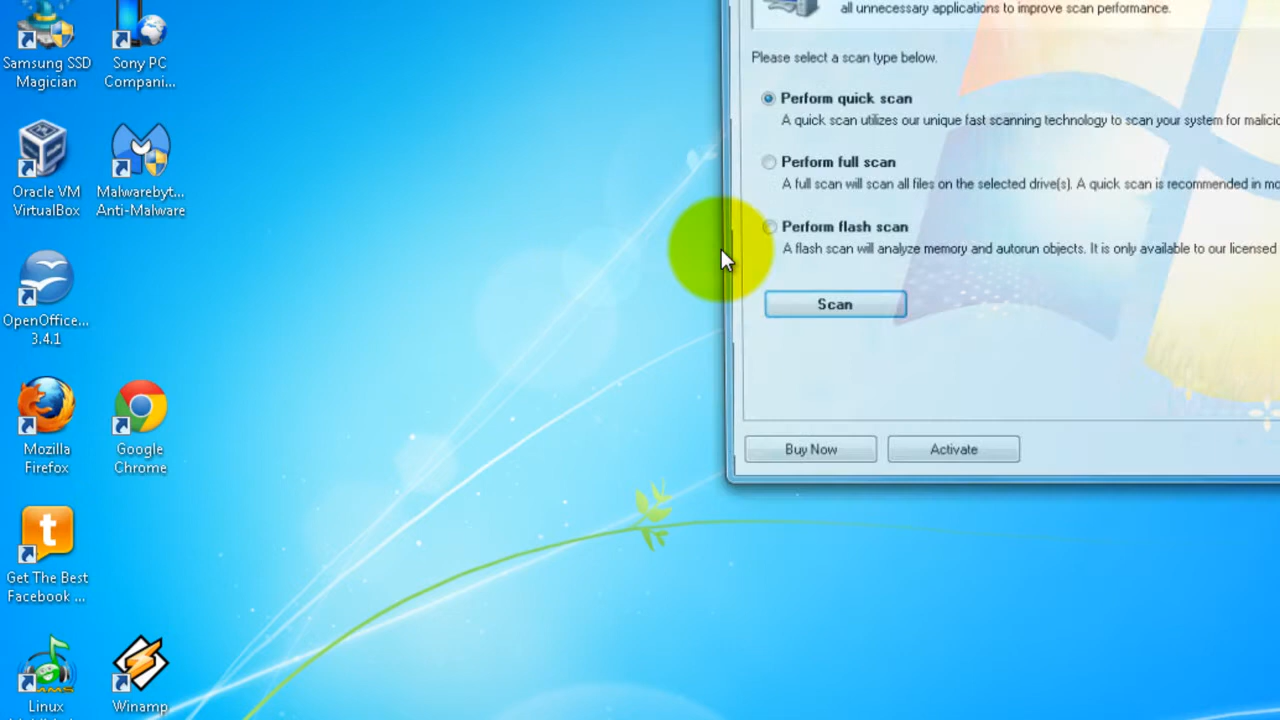 Samsung SSD
Magician
Sony PC
Compani...
Oracle VM
VirtualBox
Malwarebyt...
Anti-Malware
OpenOffice...
3.4.1
Mozilla
Firefox
Google
Chrome
t
Get The Best
Facebook ...
Linux
Winamp
all unnecessary applications to improve scan performance.
Please select a scan type below.
Perform quick scan
A quick scan utilizes our unique fast scanning technology to scan your system for malicio
Perform full scan
A full scan will scan all files on the selected drive(s). A quick scan is recommended in mo
Perform flash scan
A flash scan will analyze memory and autorun objects. It is only available to our licensed
Scan
Buy Now
Activate